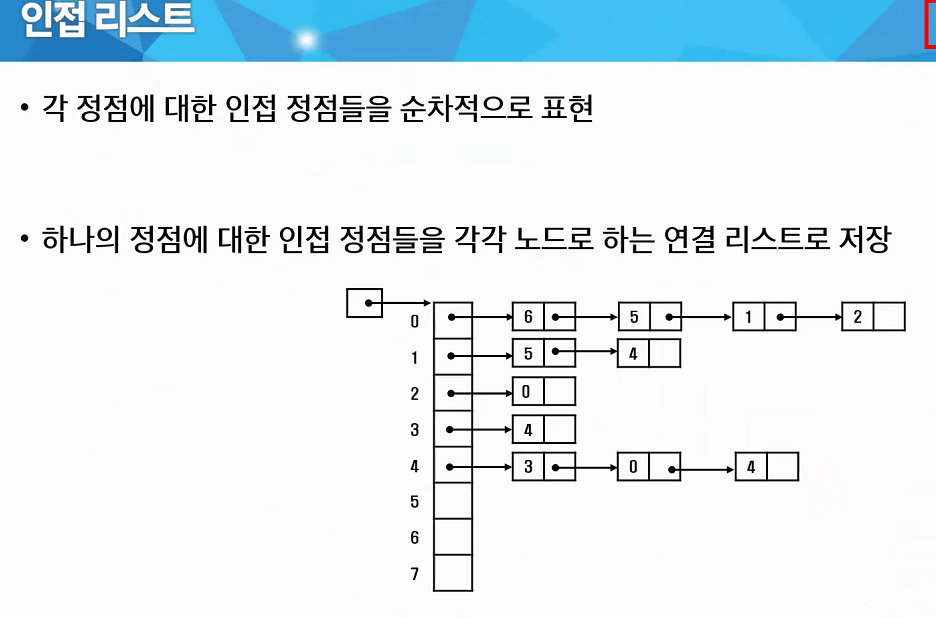 인접 리스트
• 각 정점에 대한 인접 정점들을 순차적으로 표현
• 하나의 정점에 대한 인접 정점들을 각각 노드로 하는 연결 리스트로 저장
0 6 5 1 2
1 5 4
2 0
3 4
4 3 0 4
5
6
7